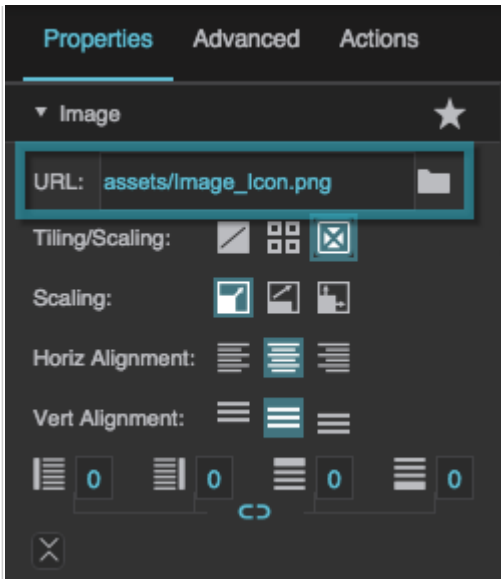 Properties Advanced Actions
Image
URL: assets/Image_Icon.png
Tiling/Scaling:
Scaling:
Horiz Alignment:
Vert Alignment:
0 0 0 0